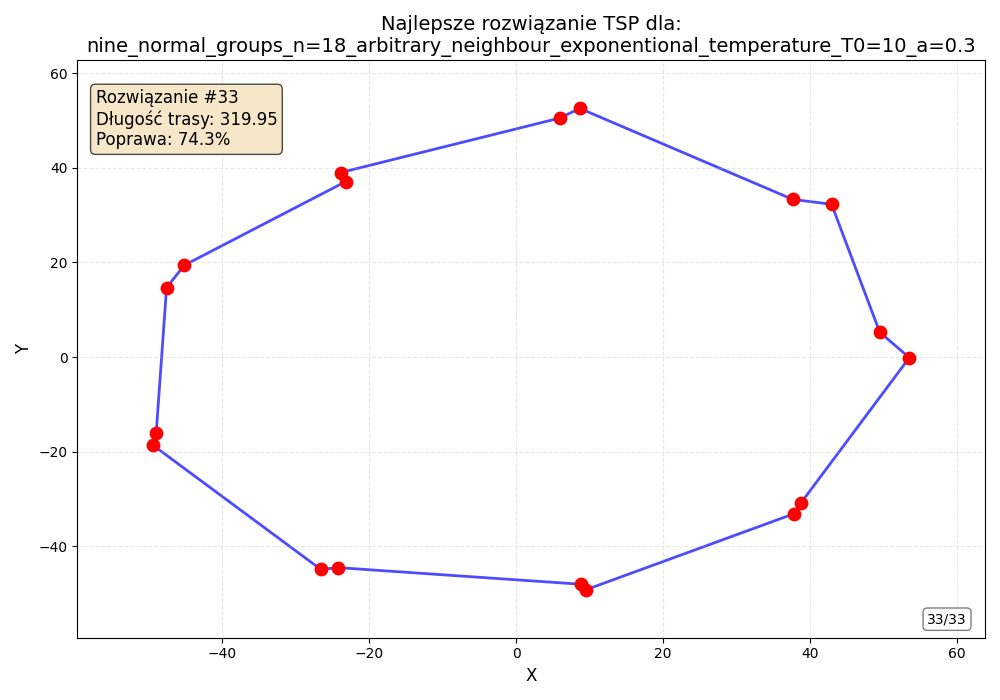 Najlepsze rozwiązanie TSP dla:
nine_normal_groups_n=18_arbitrary_neighbour_exponentional_temperature_T0=10_a=0.3
Rozwiązanie #33
Długość trasy: 319.95
Poprawa: 74.3%
60
40
20
0
−20
−40
Y
33/33
−40
−20
0
20
40
60
X